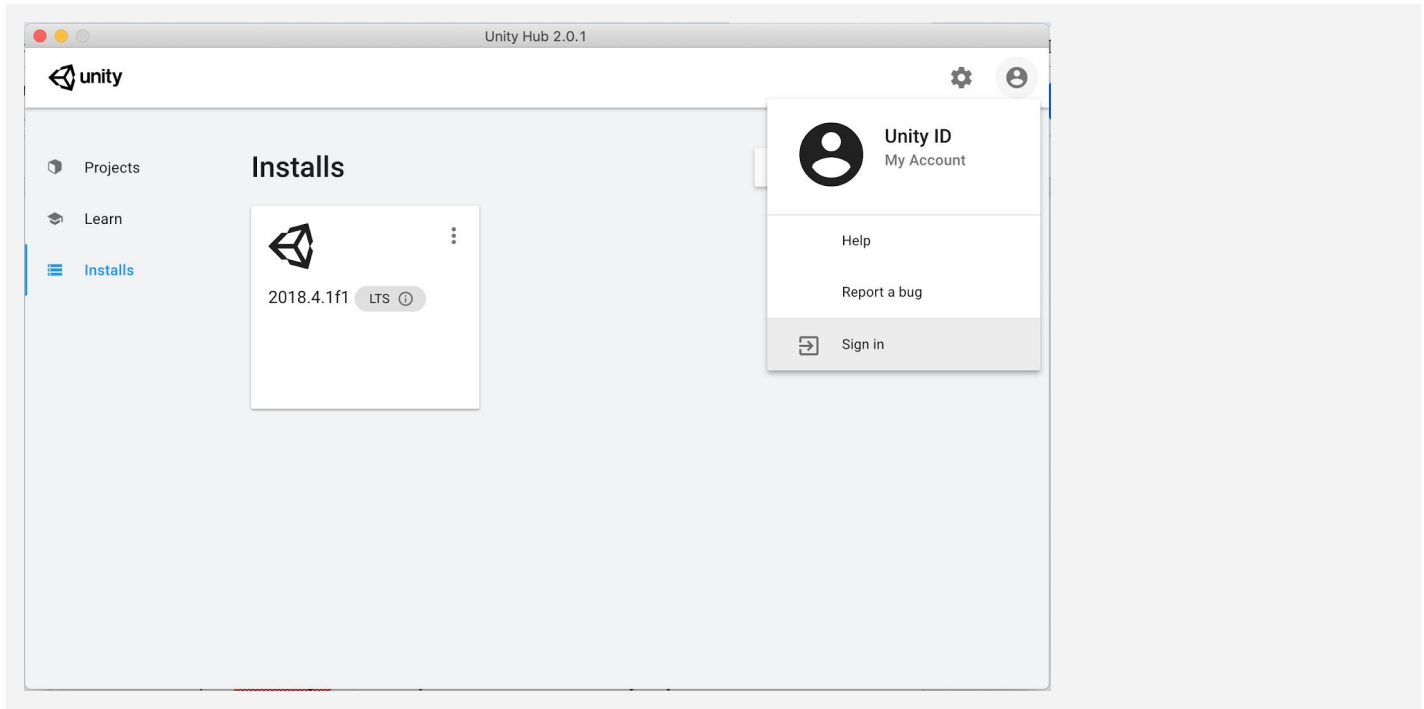 Unity Hub 2.0.1
unity
Unity ID
My Account
Projects
Installs
Learn
Help
Installs
2018.4.1f1 LTS
Report a bug
Sign in